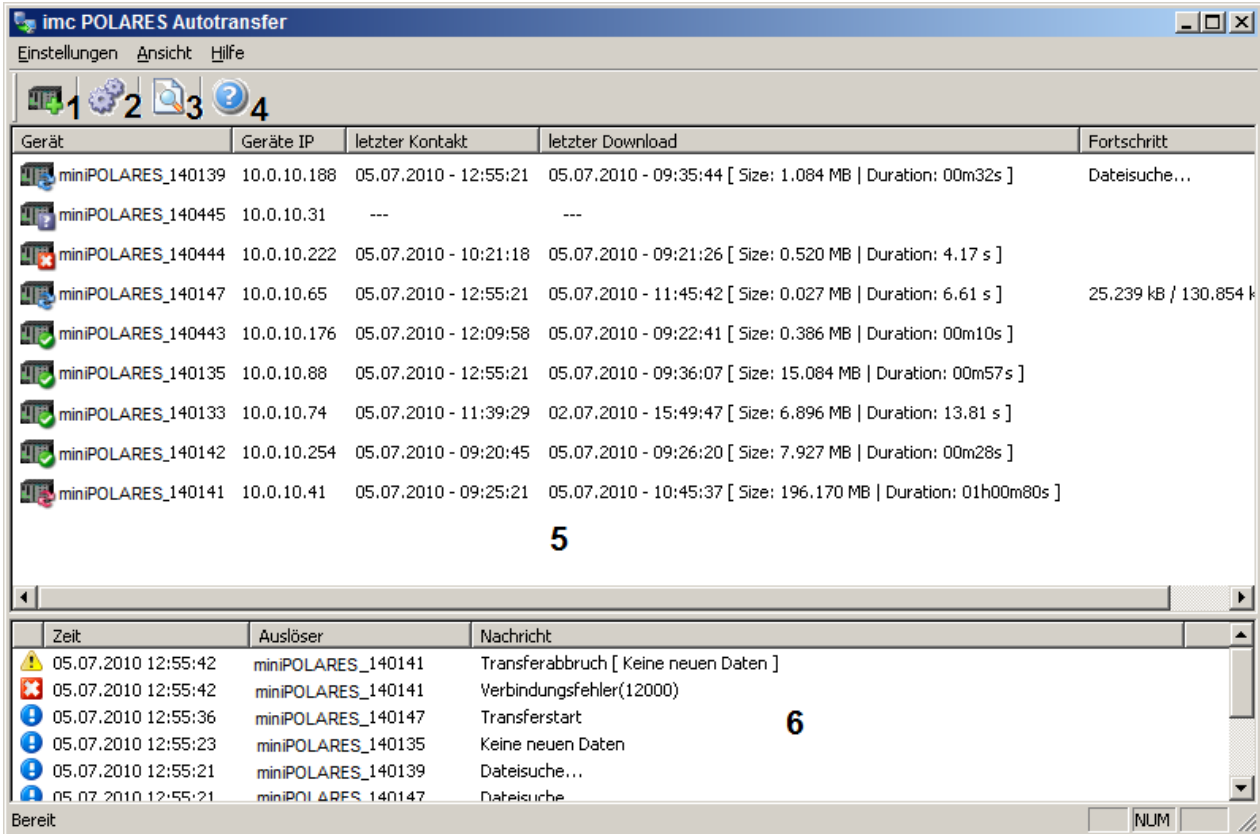 imc POLARES Autotransfer
Einstellungen Ansicht Hilfe
1 2 3 4
Gerät Geräte IP letzter Kontakt letzter Download Fortschritt
miniPOLARES_140139 10.0.10.188 05.07.2010 - 12:55:21 05.07.2010 - 09:35:44 [ Size: 1.084 MB | Duration: 00m32s ] Dateisuche...
miniPOLARES_140445 10.0.10.31 --- ---
miniPOLARES_140444 10.0.10.222 05.07.2010 - 10:21:18 05.07.2010 - 09:21:26 [ Size: 0.520 MB | Duration: 4.17 s ]
miniPOLARES_140147 10.0.10.65 05.07.2010 - 12:55:21 05.07.2010 - 11:45:42 [ Size: 0.027 MB | Duration: 6.61 s ] 25.239 kB / 130.854 k
miniPOLARES_140443 10.0.10.176 05.07.2010 - 12:09:58 05.07.2010 - 09:22:41 [ Size: 0.386 MB | Duration: 00m10s ]
miniPOLARES_140135 10.0.10.88 05.07.2010 - 12:55:21 05.07.2010 - 09:36:07 [ Size: 15.084 MB | Duration: 00m57s ]
miniPOLARES_140133 10.0.10.74 05.07.2010 - 11:39:29 02.07.2010 - 15:49:47 [ Size: 6.896 MB | Duration: 13.81 s ]
miniPOLARES_140142 10.0.10.254 05.07.2010 - 09:20:45 05.07.2010 - 09:26:20 [ Size: 7.927 MB | Duration: 00m28s ]
miniPOLARES_140141 10.0.10.41 05.07.2010 - 09:25:21 05.07.2010 - 10:45:37 [ Size: 196.170 MB | Duration: 01h00m80s ]
5
Zeit Auslöser Nachricht
05.07.2010 12:55:42 miniPOLARES_140141 Transferabbruch [ Keine neuen Daten ]
05.07.2010 12:55:42 miniPOLARES_140141 Verbindungsfehler(12000)
05.07.2010 12:55:36 miniPOLARES_140147 Transferstart
6
05.07.2010 12:55:23 miniPOLARES_140135 Keine neuen Daten
05.07.2010 12:55:21 miniPOLARES_140139 Dateisuche...
05.07.2010 12:55:21 miniPOLARES_140147 Dateisuche
Bereit NUM